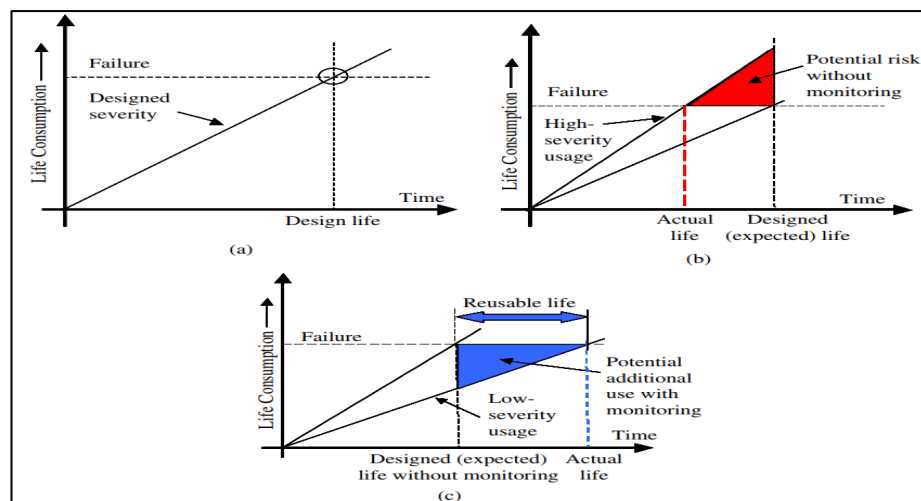 Life Consumption
Failure
Designed
severity
Time
Design life
(a)
Life Consumption
Failure
High-
severity
usage
Potential risk
without
monitoring
Time
Actual
life
Designed
(expected) life
(b)
Life Consumption
Reusable life
Failure
Low-
severity
usage
Potential
additional
use with
monitoring
Time
Designed (expected)
life without monitoring
Actual
life
(c)